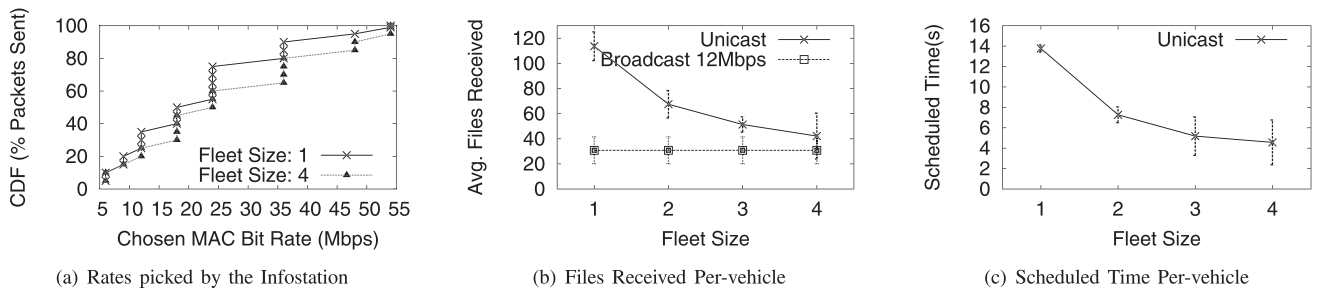 CDF (% Packets Sent)
100
80
60
40
20
0
Fleet Size: 1
Fleet Size: 4
5 10 15 20 25 30 35 40 45 50 55
Chosen MAC Bit Rate (Mbps)
(a) Rates picked by the Infostation
Avg. Files Received
120
100
80
60
40
20
0
Unicast
Broadcast 12Mbps
1 2 3 4
Fleet Size
(b) Files Received Per-vehicle
Scheduled Time(s)
16
14
12
10
8
6
4
2
0
Unicast
1 2 3 4
Fleet Size
(c) Scheduled Time Per-vehicle